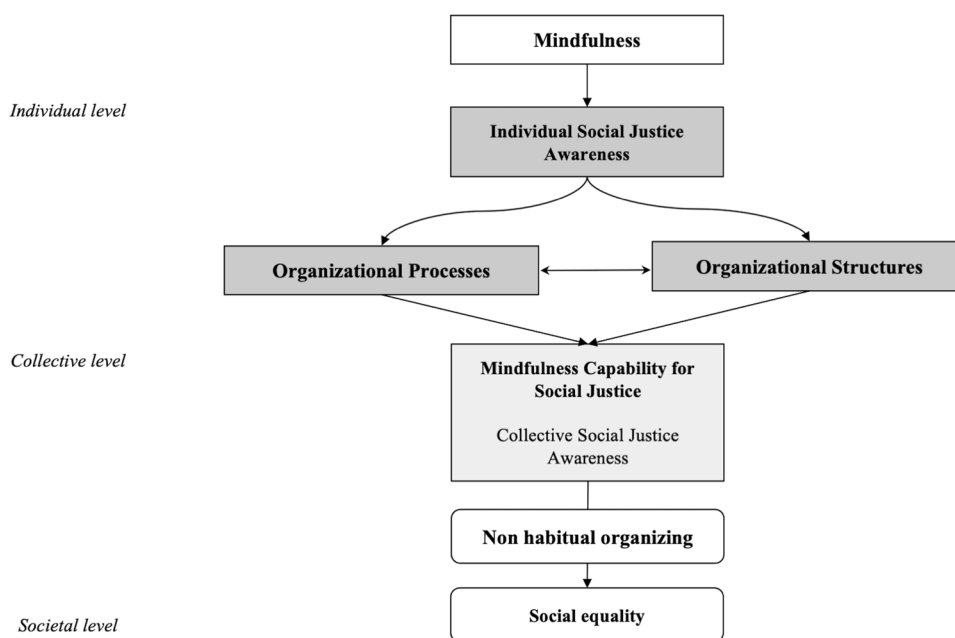 Mindfulness
Individual level
Individual Social Justice
Awareness
Organizational Processes
Organizational Structures
Collective level
Mindfulness Capability for
Social Justice
Collective Social Justice
Awareness
Non habitual organizing
Social equality
Societal level